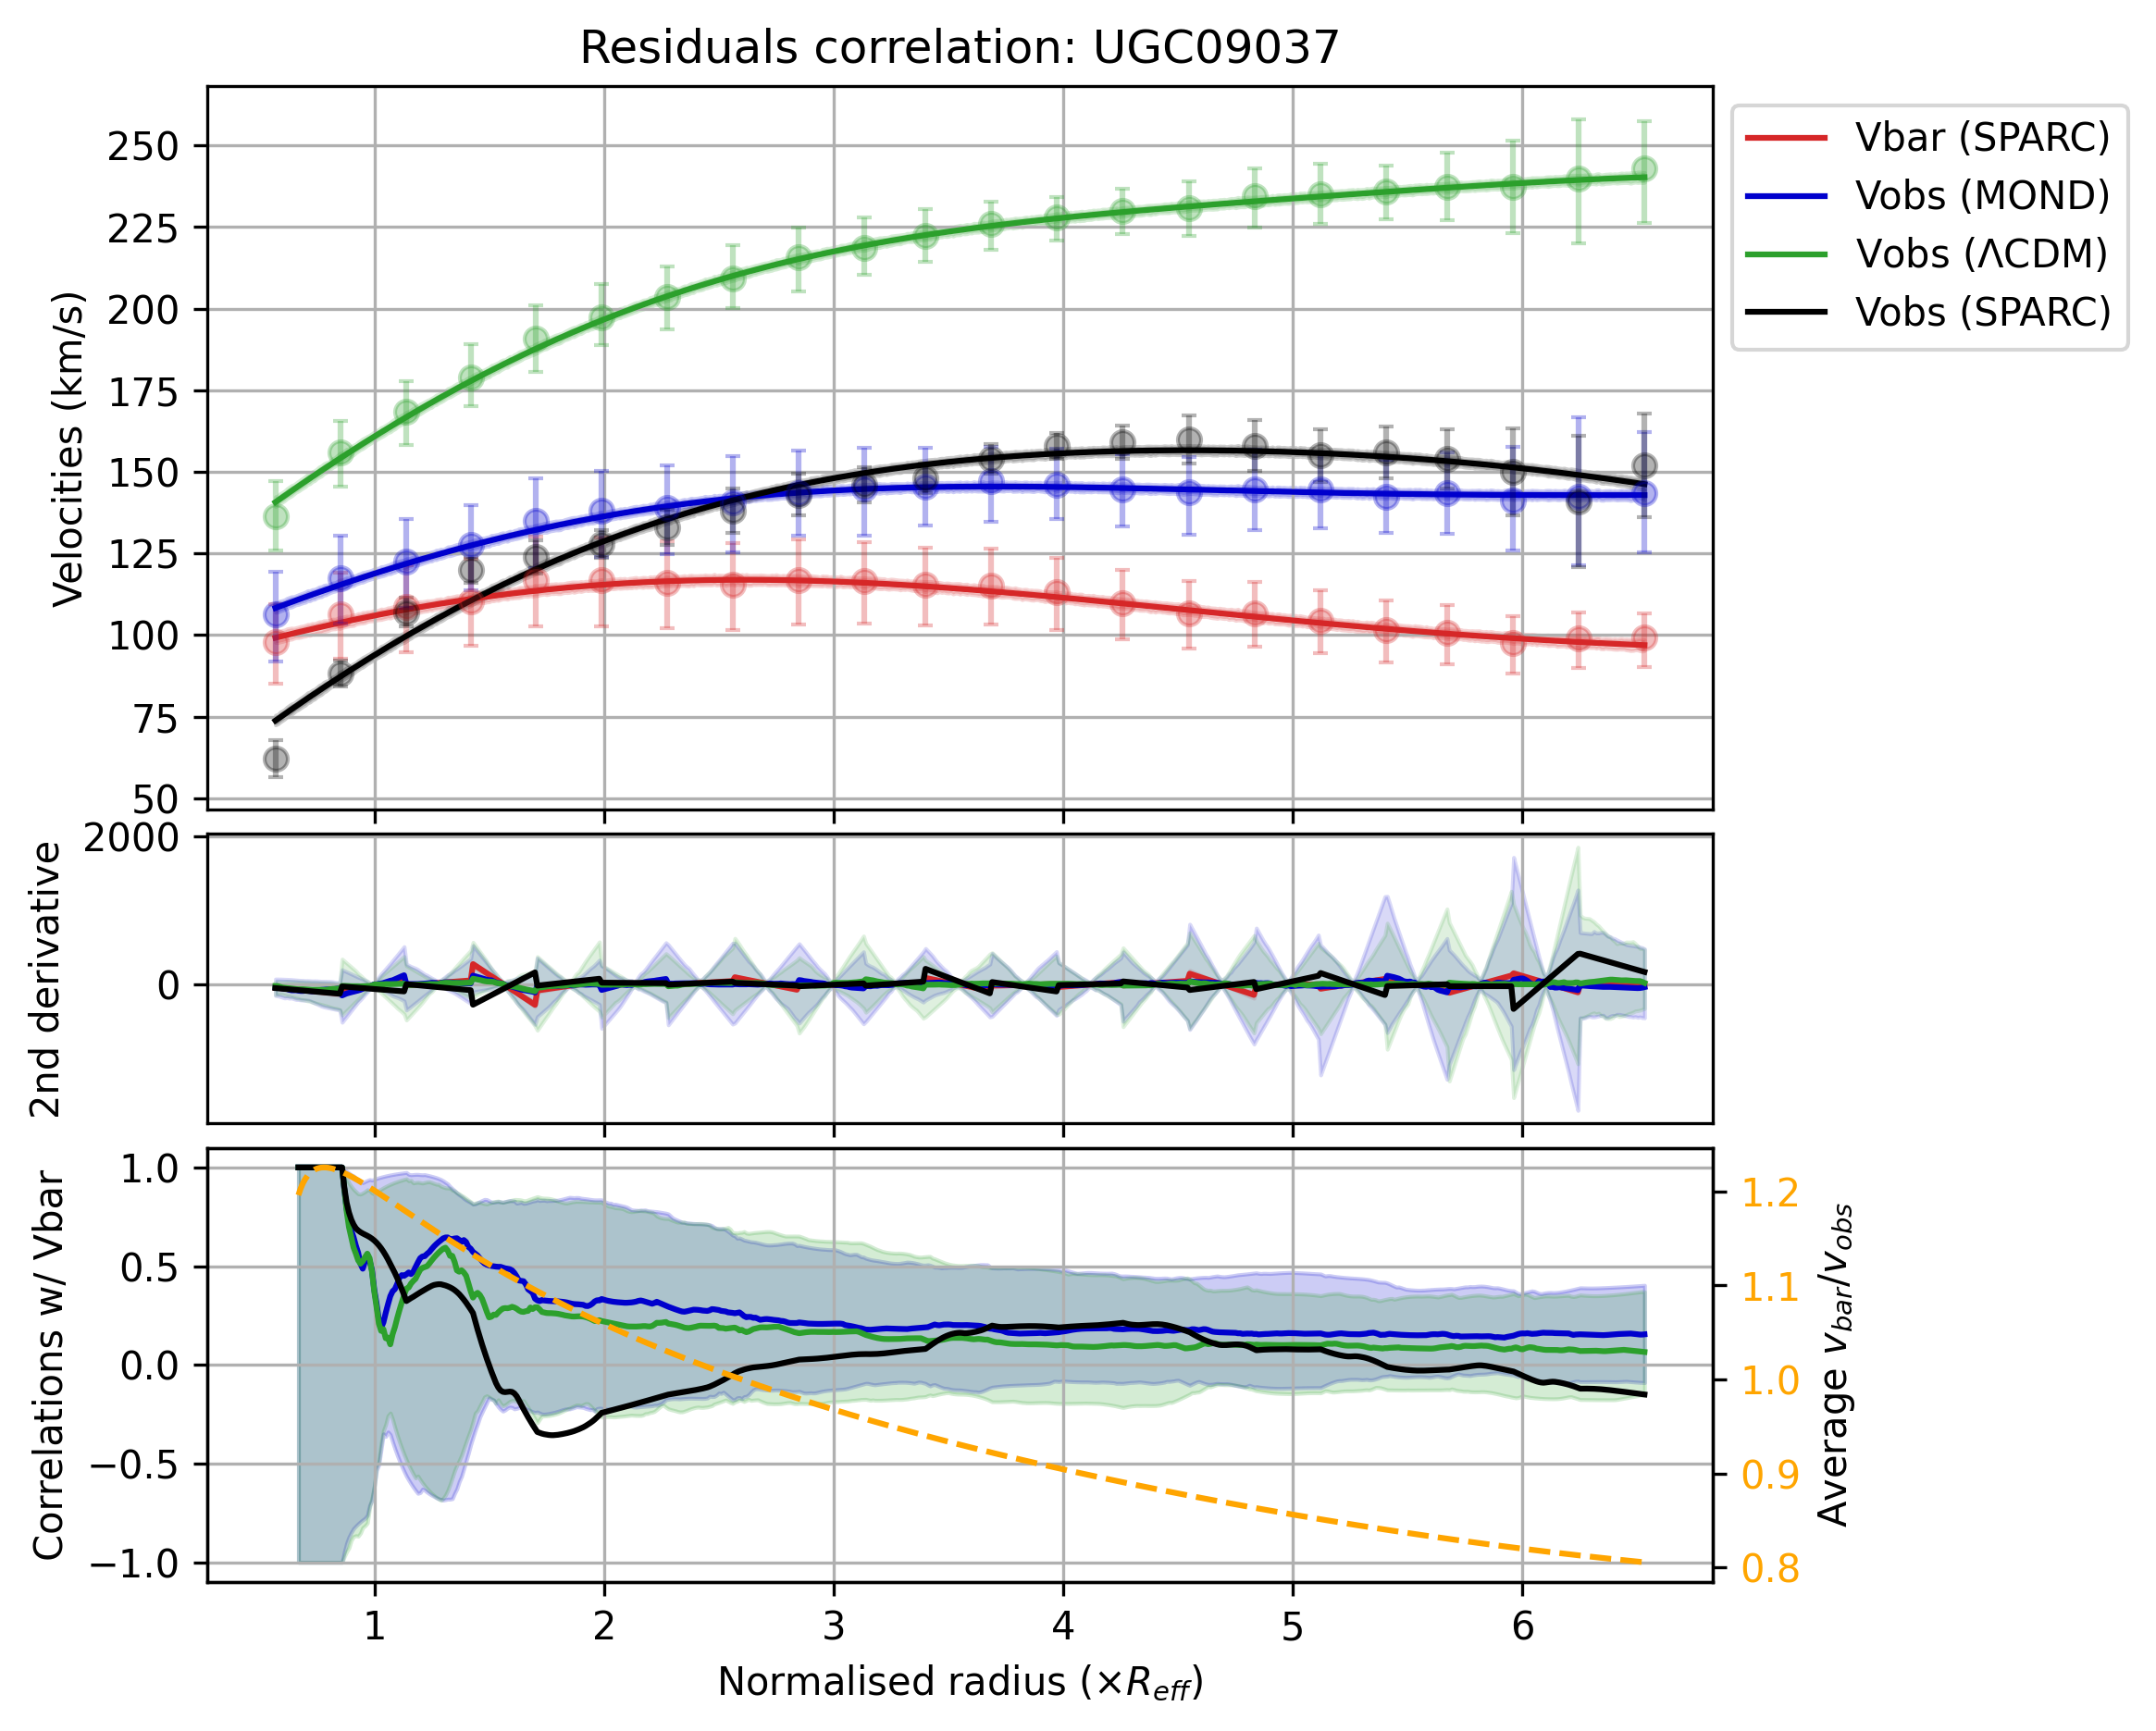 Residuals correlation: UGC09037
Velocities (km/s)
250
225
200
175
150
125
100
75
50
Vbar (SPARC)
Vobs (MOND)
Vobs (ΛCDM)
Vobs (SPARC)
2nd derivative
2000
0
Correlations w/ Vbar
1.0
0.5
0.0
−0.5
−1.0
1.2
1.1
1.0
0.9
0.8
Average v_bar/v_obs
1 2 3 4 5 6
Normalised radius (×R_eff)